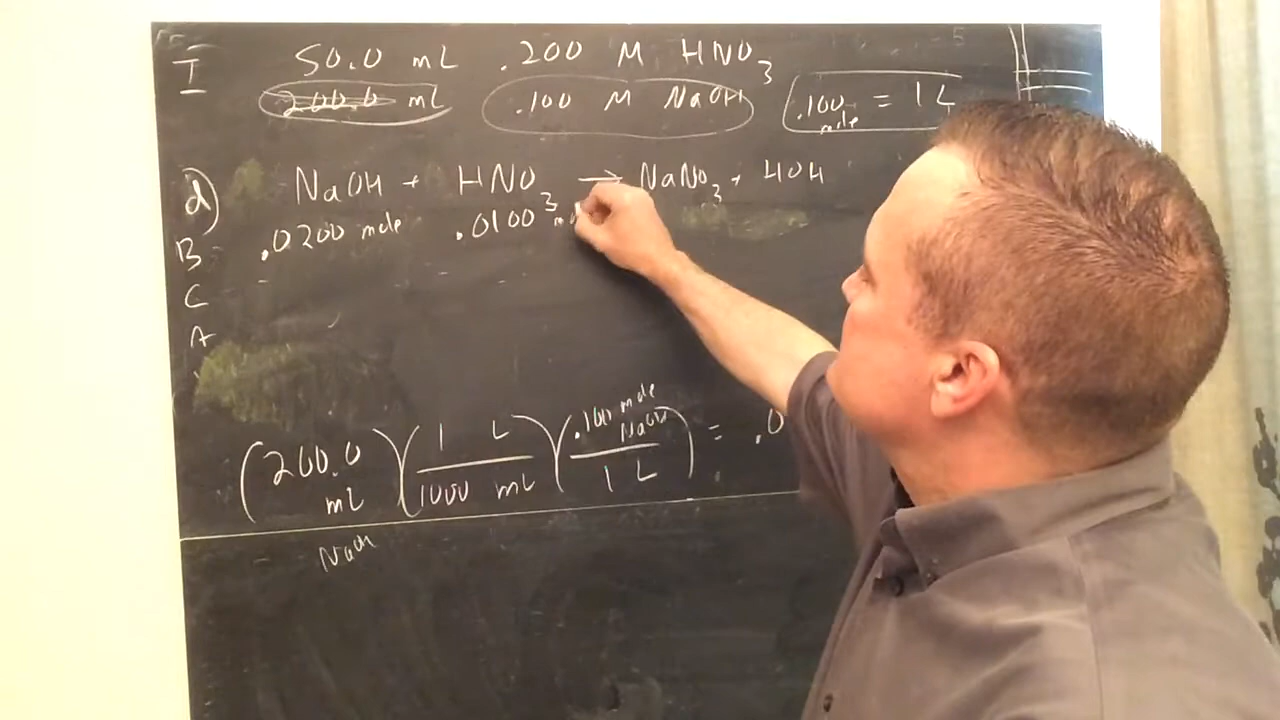 I 50.0 mL .200 M HNO3
200.0 mL .100 M NaOH .100 mole = 1 L
d) NaOH + HNO3 → NaNO3 + HOH
B .0200 mole .0100
C
A
(200.0 mL NaOH)(1 L / 1000 mL)(.100 mole NaOH / 1 L) = .0